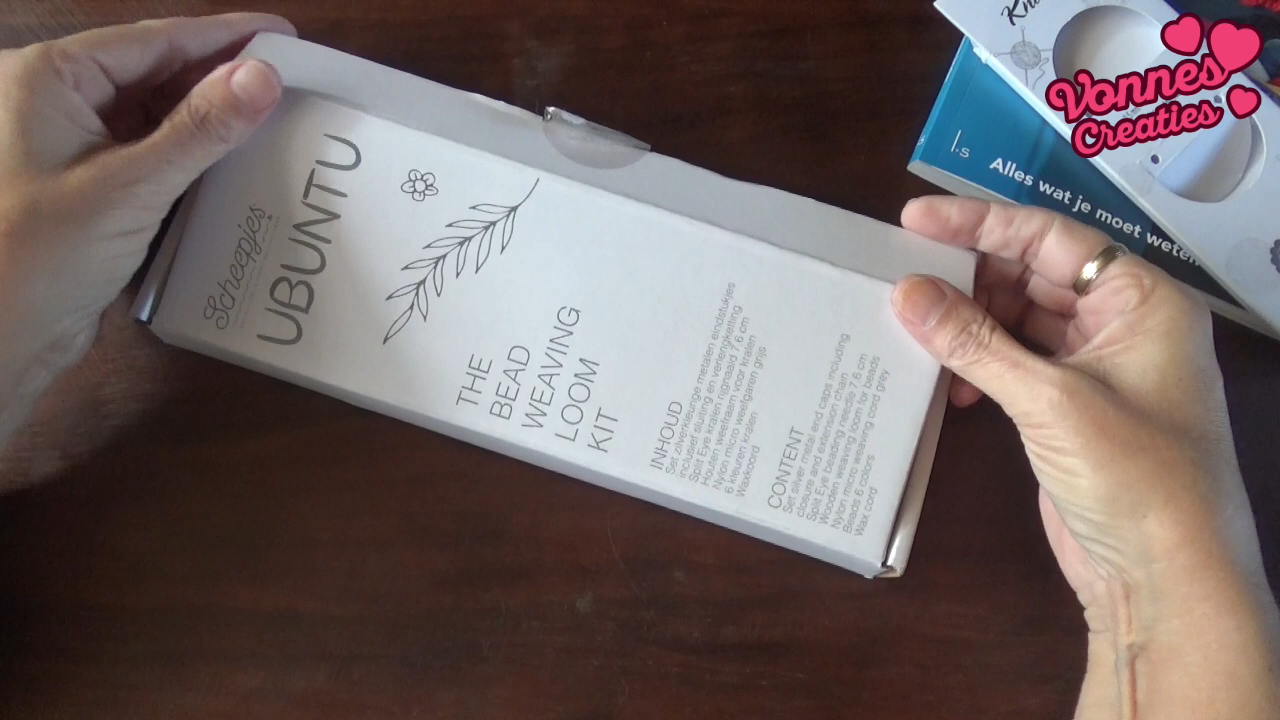 Scheepjes
UBUNTU
THE
BEAD
WEAVING
LOOM
KIT
INHOUD
Set zilverkleurige metalen eindstukjes
inclusief sluiting en verlengketting
Split Eye kralen rijgnaald 7,6 cm
Houten weefraam voor kralen
Nylon micro weefgaren grijs
6 kleuren kralen
Waxkoord
CONTENT
Set silver metal end caps including
closure and extension chain
Split Eye beading needle 7,6 cm
Wooden weaving loom for beads
Nylon micro weaving cord grey
Beads 6 colors
Wax cord
l.s
Alles wat je moet weten
Vonnes
Creaties